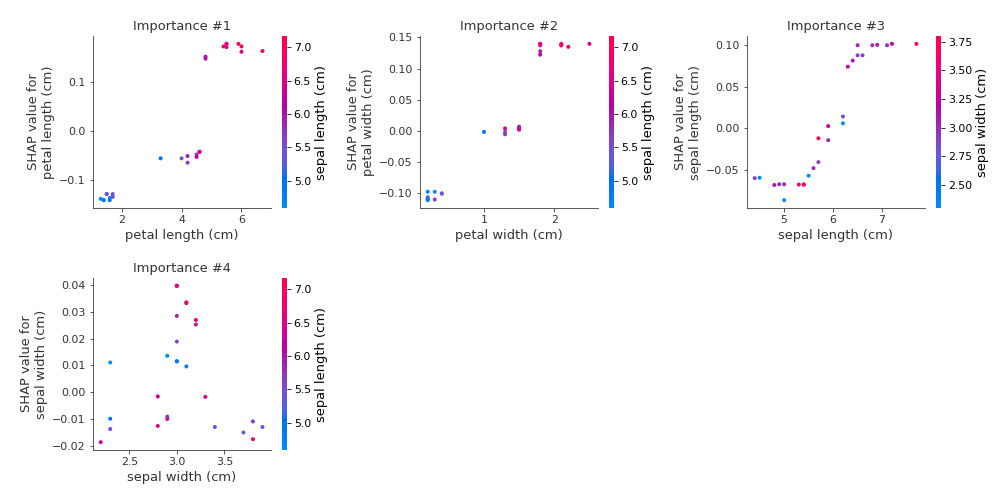 Importance #1
SHAP value for
petal length (cm)
0.1
0.0
−0.1
2
4
6
petal length (cm)
7.0
6.5
6.0
5.5
5.0
sepal length (cm)
Importance #2
SHAP value for
petal width (cm)
0.15
0.10
0.05
0.00
−0.05
−0.10
1
2
petal width (cm)
7.0
6.5
6.0
5.5
5.0
sepal length (cm)
Importance #3
SHAP value for
sepal length (cm)
0.10
0.05
0.00
−0.05
5
6
7
sepal length (cm)
3.75
3.50
3.25
3.00
2.75
2.50
sepal width (cm)
Importance #4
SHAP value for
sepal width (cm)
0.04
0.03
0.02
0.01
0.00
−0.01
−0.02
2.5
3.0
3.5
sepal width (cm)
7.0
6.5
6.0
5.5
5.0
sepal length (cm)